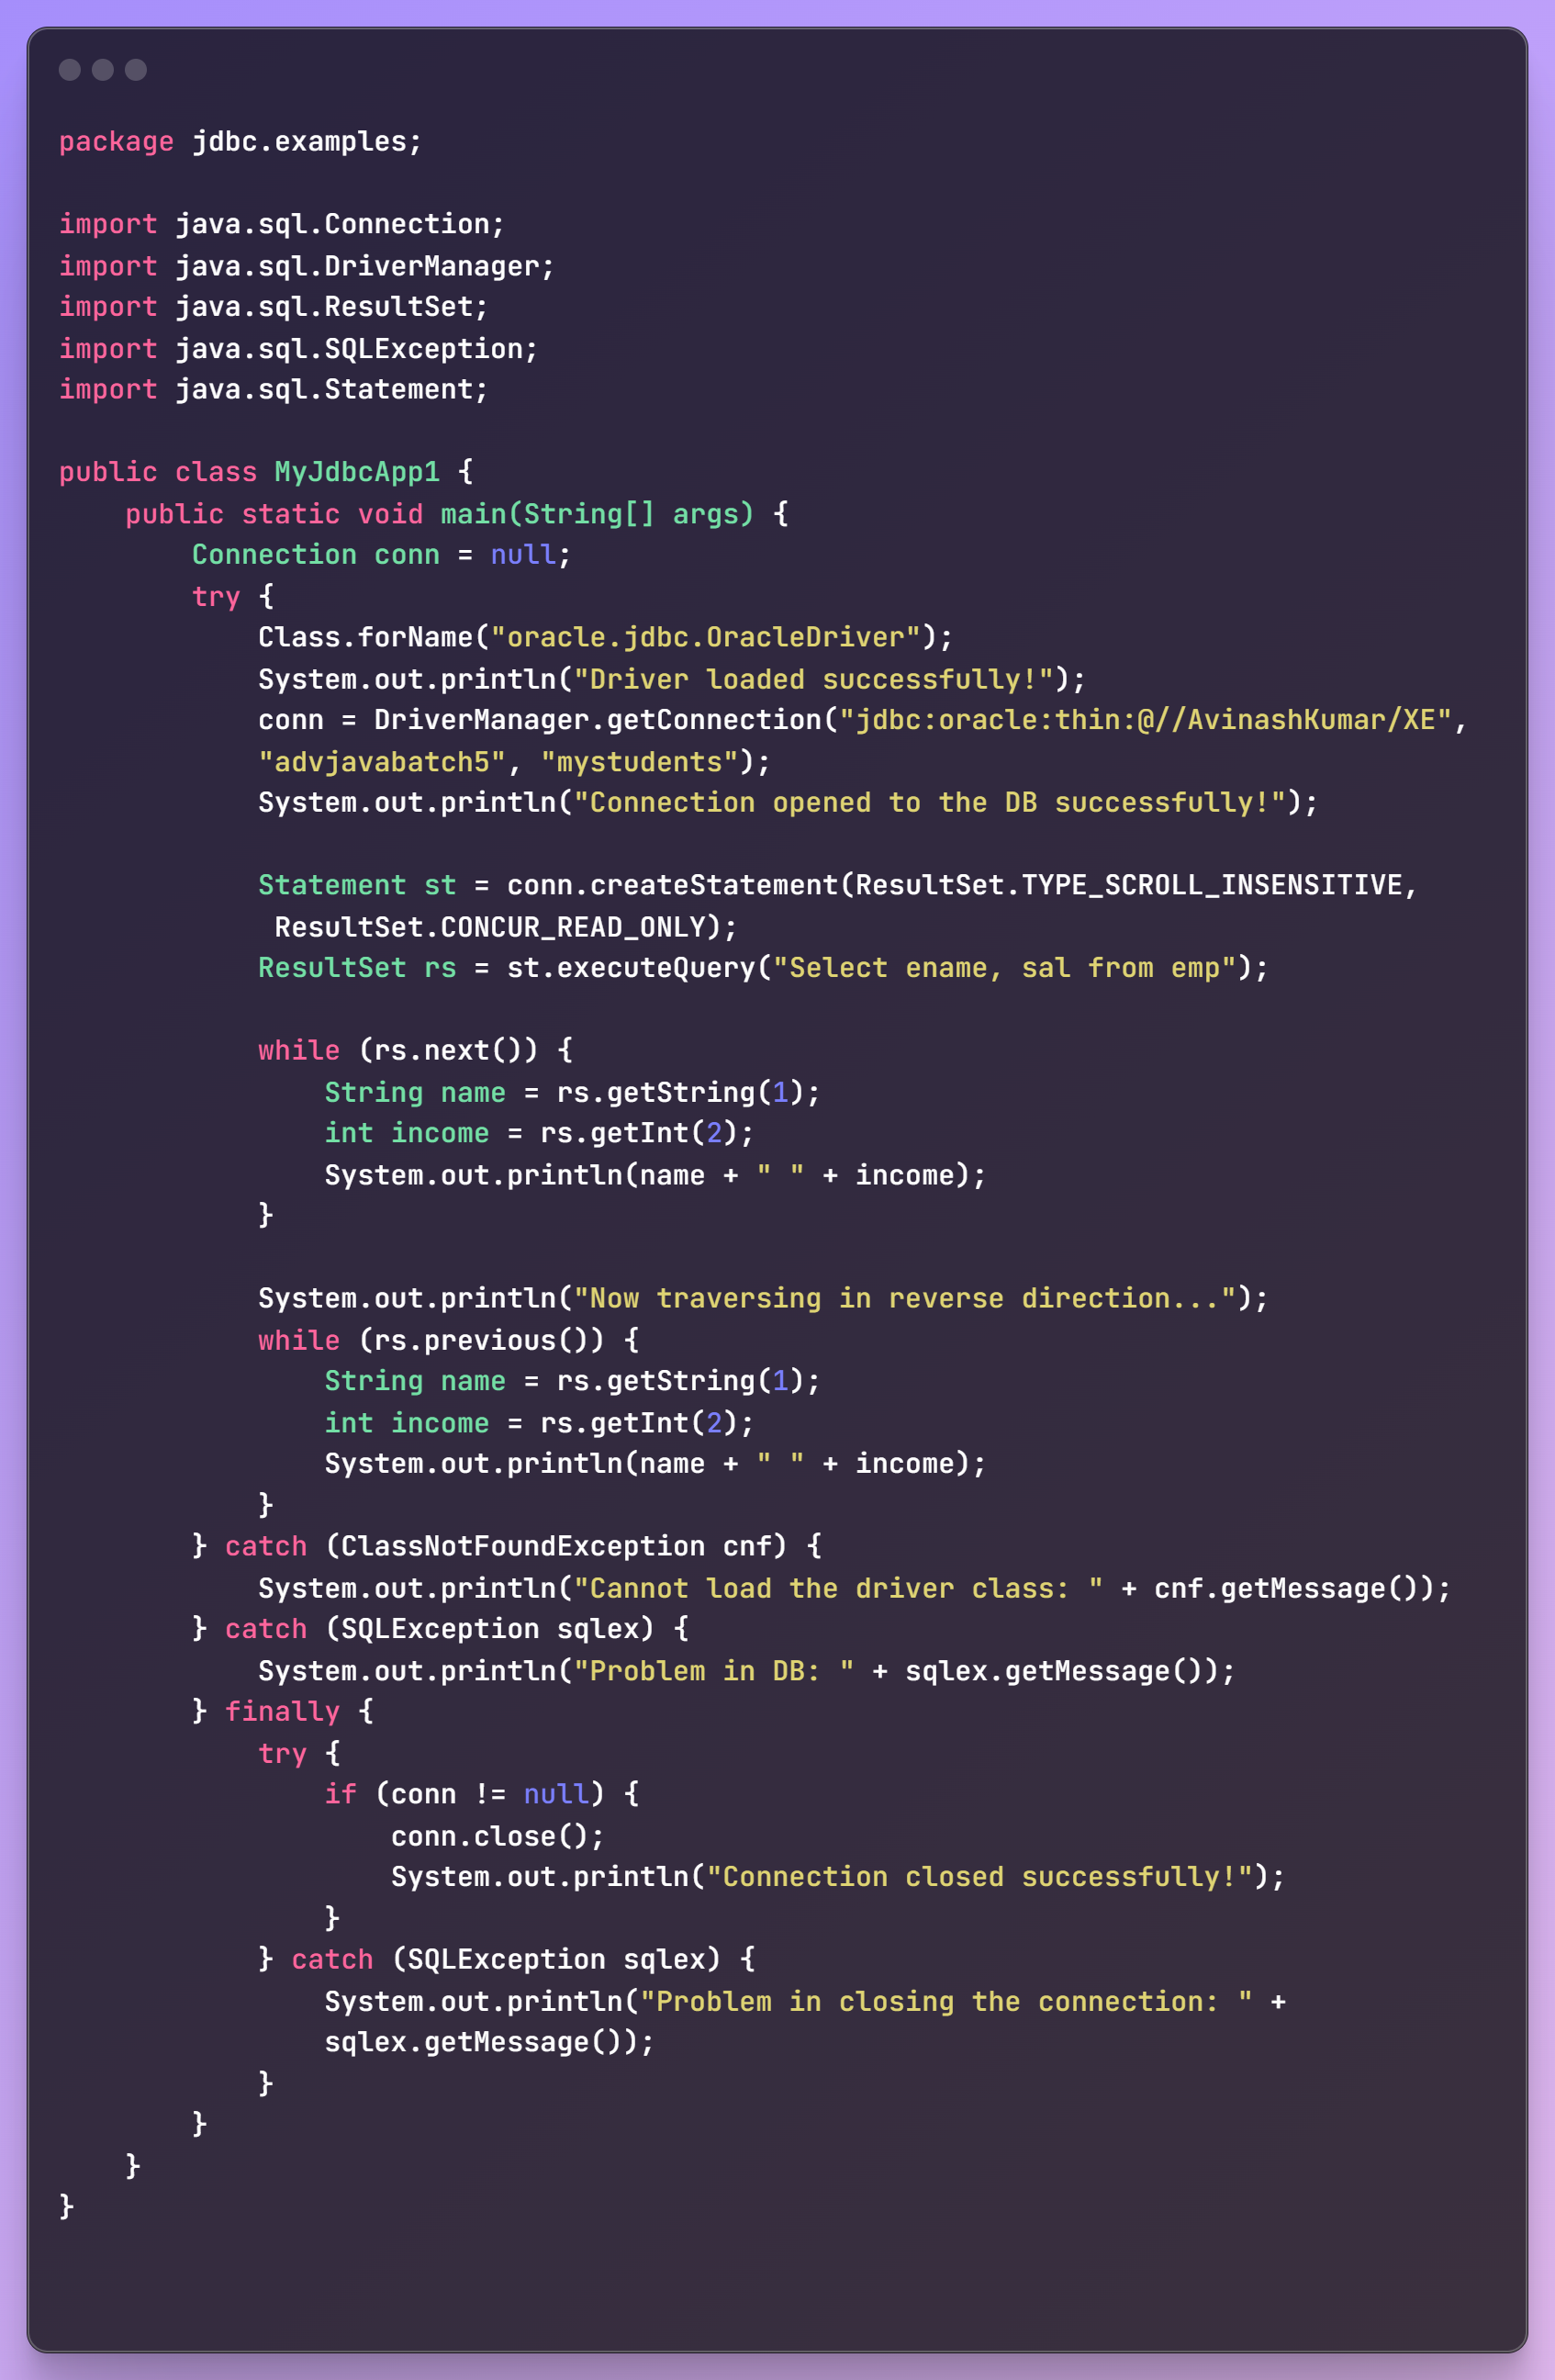 package jdbc.examples;

import java.sql.Connection;
import java.sql.DriverManager;
import java.sql.ResultSet;
import java.sql.SQLException;
import java.sql.Statement;

public class MyJdbcApp1 {
    public static void main(String[] args) {
        Connection conn = null;
        try {
            Class.forName("oracle.jdbc.OracleDriver");
            System.out.println("Driver loaded successfully!");
            conn = DriverManager.getConnection("jdbc:oracle:thin:@//AvinashKumar/XE",
            "advjavabatch5", "mystudents");
            System.out.println("Connection opened to the DB successfully!");

            Statement st = conn.createStatement(ResultSet.TYPE_SCROLL_INSENSITIVE,
             ResultSet.CONCUR_READ_ONLY);
            ResultSet rs = st.executeQuery("Select ename, sal from emp");

            while (rs.next()) {
                String name = rs.getString(1);
                int income = rs.getInt(2);
                System.out.println(name + " " + income);
            }

            System.out.println("Now traversing in reverse direction...");
            while (rs.previous()) {
                String name = rs.getString(1);
                int income = rs.getInt(2);
                System.out.println(name + " " + income);
            }
        } catch (ClassNotFoundException cnf) {
            System.out.println("Cannot load the driver class: " + cnf.getMessage());
        } catch (SQLException sqlex) {
            System.out.println("Problem in DB: " + sqlex.getMessage());
        } finally {
            try {
                if (conn != null) {
                    conn.close();
                    System.out.println("Connection closed successfully!");
                }
            } catch (SQLException sqlex) {
                System.out.println("Problem in closing the connection: " +
                sqlex.getMessage());
            }
        }
    }
}